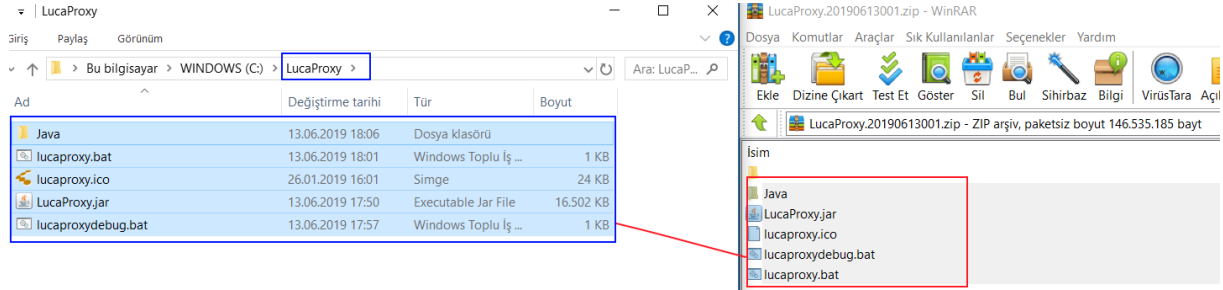 LucaProxy
Giriş Paylaş Görünüm
Bu bilgisayar > WINDOWS (C:) > LucaProxy >
Ara: LucaP...
Ad Değiştirme tarihi Tür Boyut
Java 13.06.2019 18:06 Dosya klasörü
lucaproxy.bat 13.06.2019 18:01 Windows Toplu İş ... 1 KB
lucaproxy.ico 26.01.2019 16:01 Simge 24 KB
LucaProxy.jar 13.06.2019 17:50 Executable Jar File 16.502 KB
lucaproxydebug.bat 13.06.2019 17:57 Windows Toplu İş ... 1 KB
LucaProxy.20190613001.zip - WinRAR
Dosya Komutlar Araçlar Sık Kullanılanlar Seçenekler Yardım
Ekle Dizine Çıkart Test Et Göster Sil Bul Sihirbaz Bilgi VirüsTara Açıl
LucaProxy.20190613001.zip - ZIP arşiv, paketsiz boyut 146.535.185 bayt
İsim
Java
LucaProxy.jar
lucaproxy.ico
lucaproxydebug.bat
lucaproxy.bat